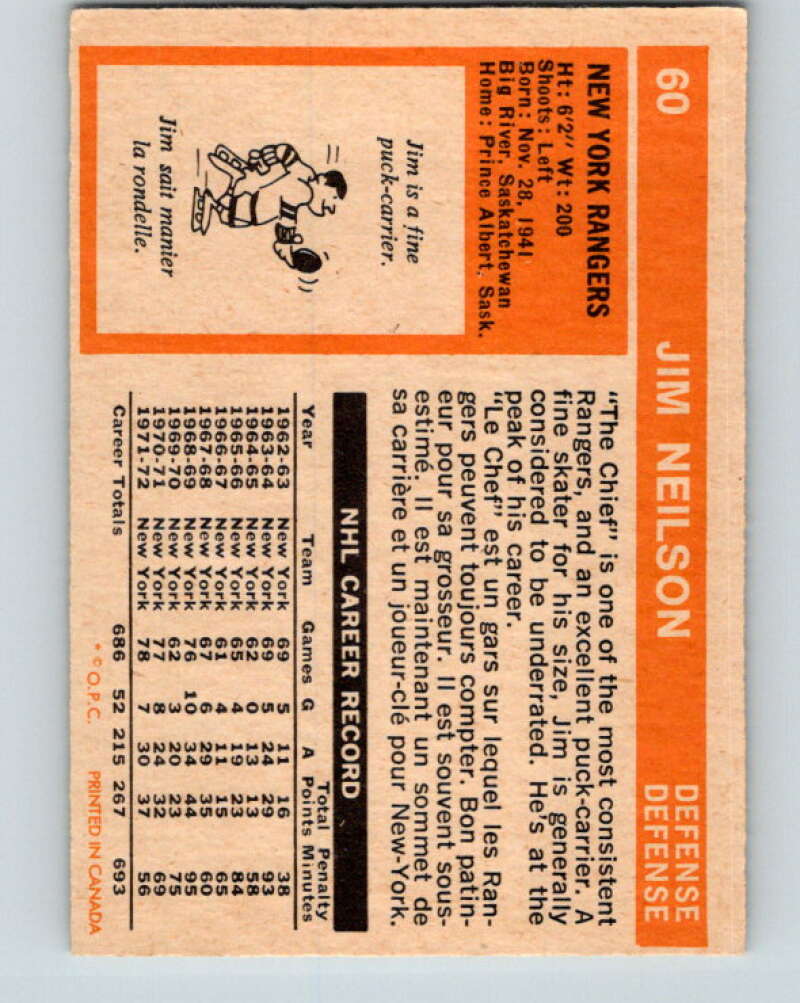 60 JIM NEILSON DEFENSE
DEFENSE
NEW YORK RANGERS
Ht: 6'2" Wt: 200
Shoots: Left
Born: Nov. 28, 1941
Big River, Saskatchewan
Home: Prince Albert, Sask.
Jim is a fine
puck-carrier.
Jim sait manier
la rondelle.
"The Chief" is one of the most consistent
Rangers, and an excellent puck-carrier. A
fine skater for his size, Jim is generally
considered to be underrated. He's at the
peak of his career.
"Le Chef" est un gars sur lequel les Ran-
gers peuvent toujours compter. Bon patin-
eur pour sa grosseur. Il est souvent sous-
estimé. Il est maintenant un sommet de
sa carrière et un joueur-clé pour New-York.
NHL CAREER RECORD
Total Penalty
Year Team Games G A Points Minutes
1962-63 New York 69 5 11 16 38
1963-64 New York 69 5 24 29 93
1964-65 New York 62 0 13 13 58
1965-66 New York 65 4 19 23 84
1966-67 New York 61 4 11 15 65
1967-68 New York 67 6 29 35 60
1968-69 New York 76 10 34 44 95
1969-70 New York 62 3 20 23 75
1970-71 New York 77 8 24 32 69
1971-72 New York 78 7 30 37 56
Career Totals 686 52 215 267 693
* © O.P.C. PRINTED IN CANADA